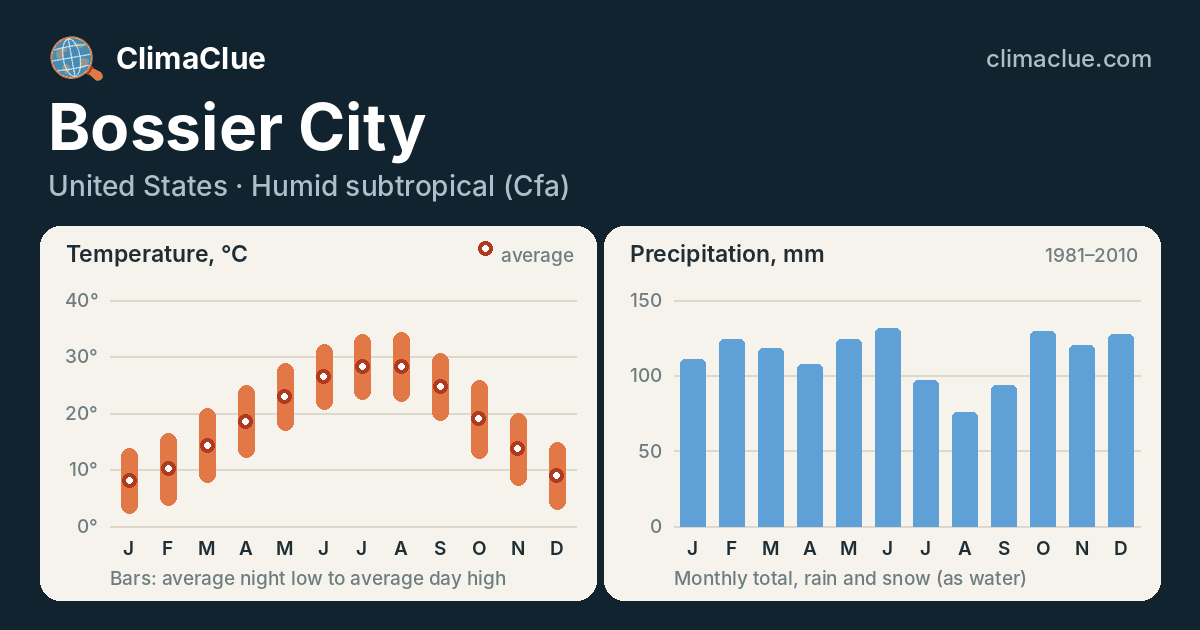 ClimaClue
climaclue.com
Bossier City
United States · Humid subtropical (Cfa)
Temperature, °C
average
40°
30°
20°
10°
0°
J F M A M J J A S O N D
Bars: average night low to average day high
Precipitation, mm
1981–2010
150
100
50
0
J F M A M J J A S O N D
Monthly total, rain and snow (as water)